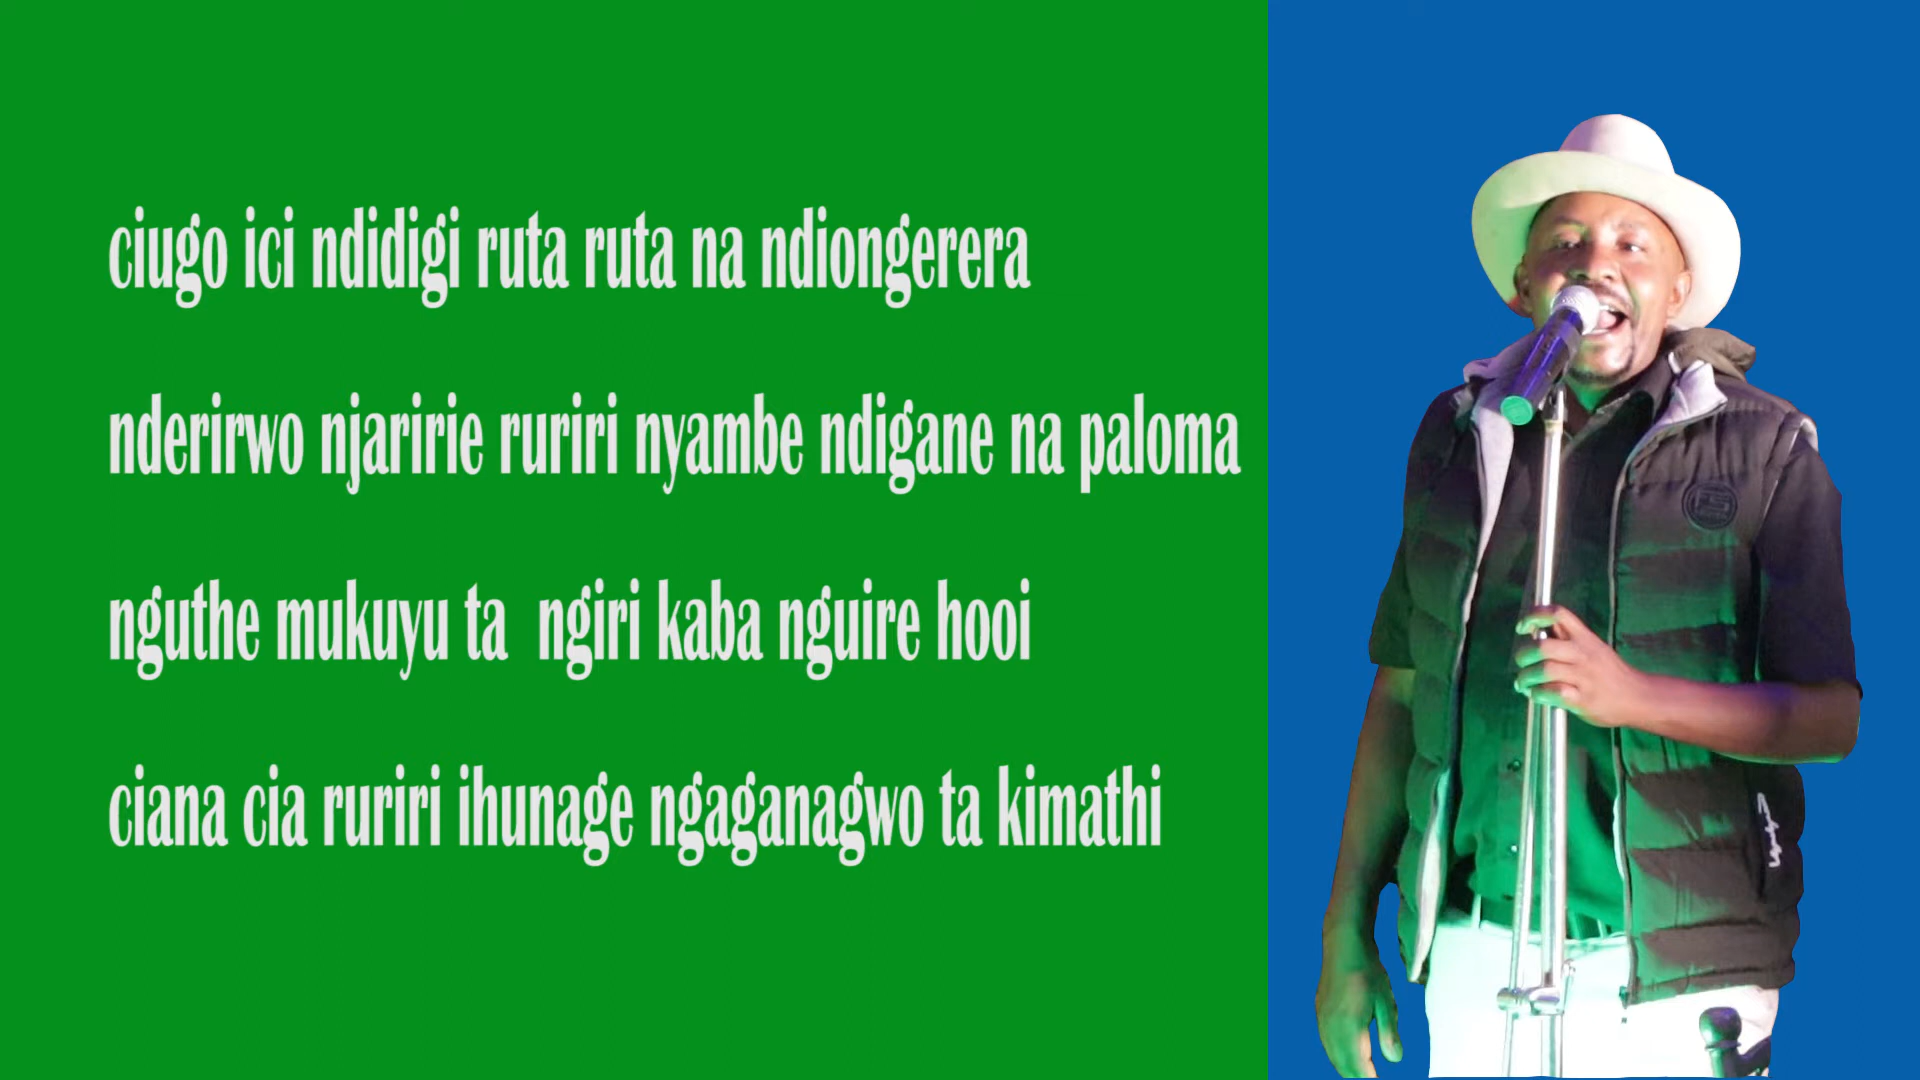 ciugo ici ndidigi ruta ruta na ndiongerera
nderirwo njaririe ruriri nyambe ndigane na paloma
nguthe mukuyu ta ngiri kaba nguire hooi
ciana cia ruriri ihunage ngaganagwo ta kimathi